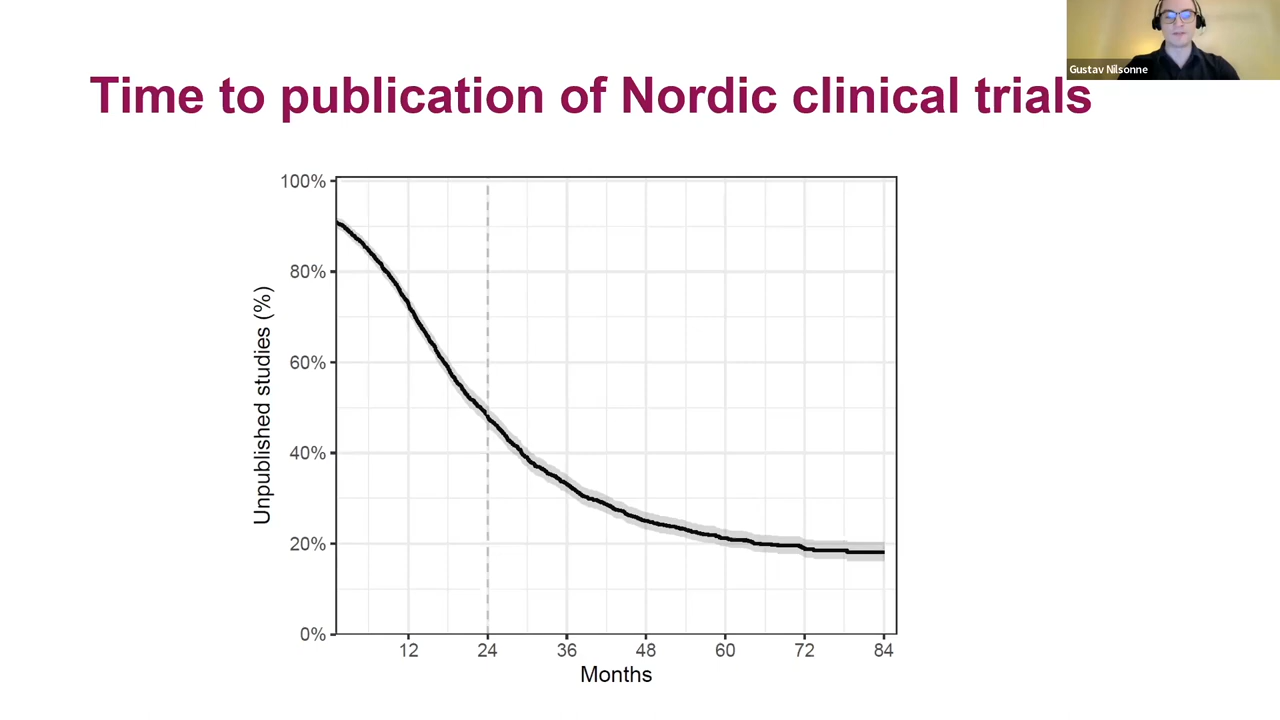 Gustav Nilsonne
Time to publication of Nordic clinical trials
100%
80%
60%
40%
20%
0%
Unpublished studies (%)
12 24 36 48 60 72 84
Months